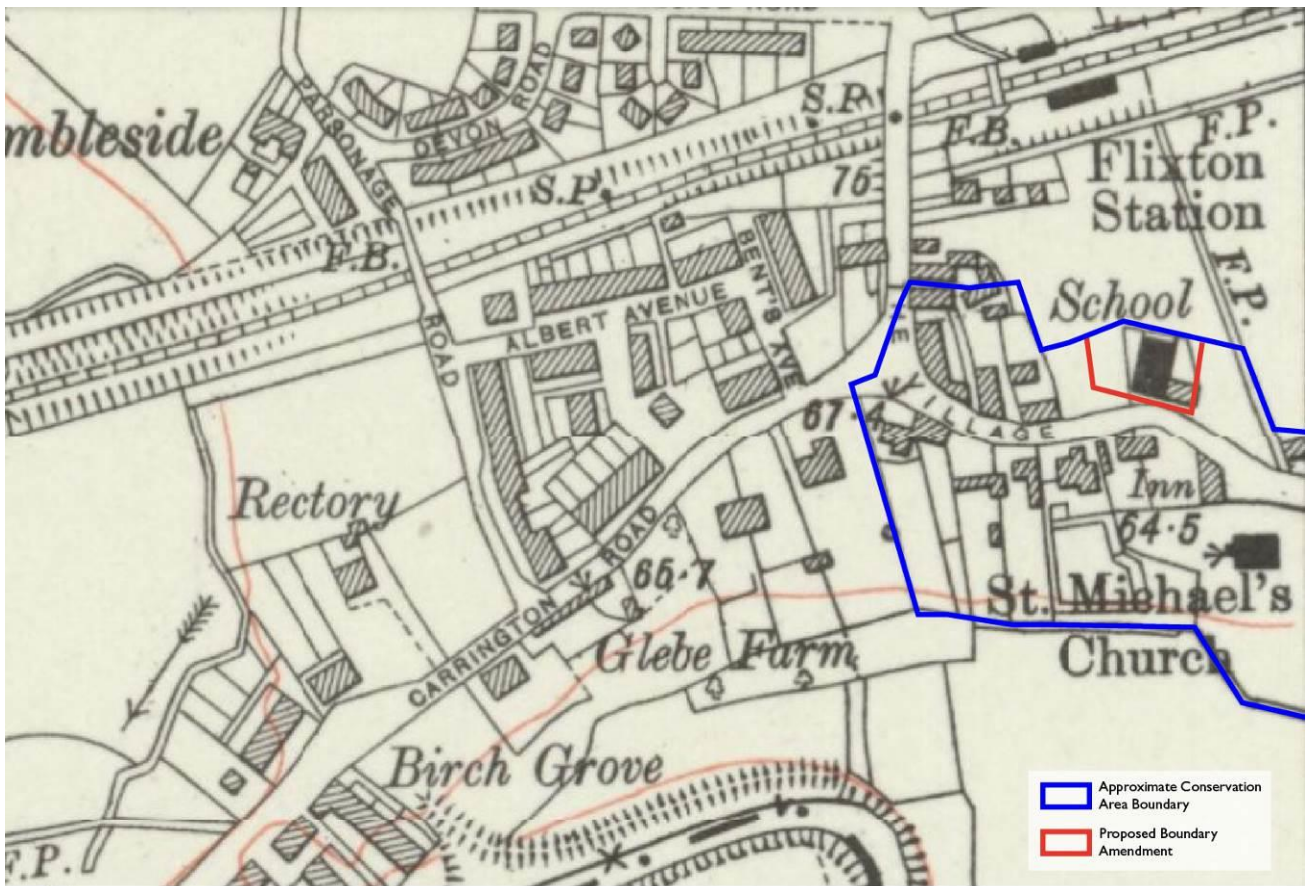 ROAD
PARSONAGE
ROAD
DEVON
mbleside
S.P.
S.P.
F.B.
F.B.
F.P.
Flixton
Station
76
BENT'S AVE
ALBERT AVENUE
ROAD
School
F.P.
VILLAGE
67·4
Rectory
Inn
64·5
CARRINGTON ROAD
65·7
St. Michael's
Church
Glebe Farm
Birch Grove
F.P.
Approximate Conservation
Area Boundary
Proposed Boundary
Amendment